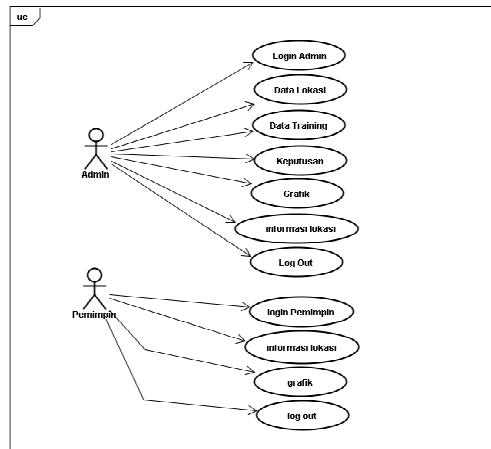 uc
Login Admin
Data Lokasi
Data Training
Admin
Keputusan
Grafik
informasi lokasi
Log Out
Pemimpin
login Pemimpin
informasi lokasi
grafik
log out